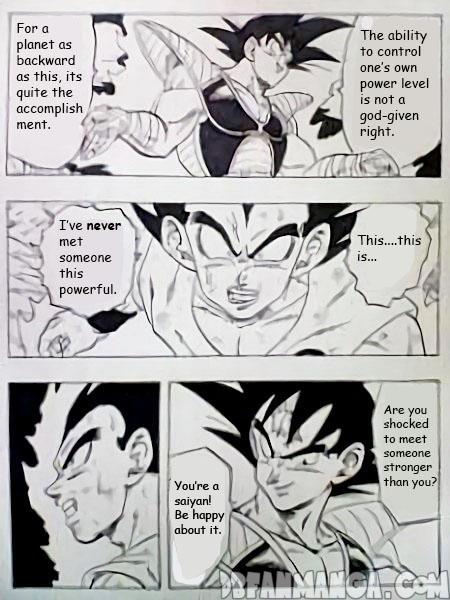 The ability
to control
one's own
power level
is not a
god-given
right.
For a
planet as
backward
as this, its
quite the
accomplish
ment.
This....this
is...
I've never
met
someone
this
powerful.
Are you
shocked
to meet
someone
stronger
than you?
You're a
saiyan!
Be happy
about it.
DBFANMANGA.COM